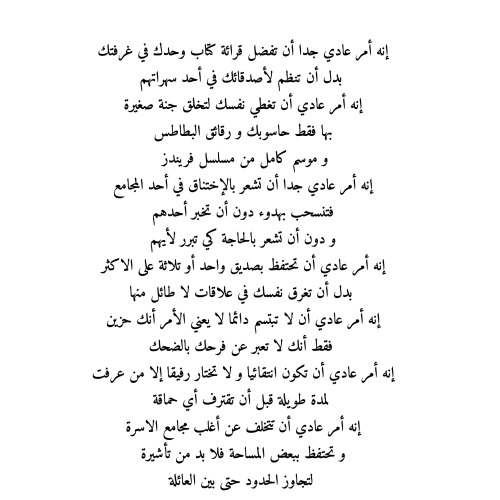 إنه أمر عادي جدا أن تفضل قرائة كتاب وحدك في غرفتك
بدل أن تنظم لأصدقائك في أحد سهراتهم
إنه أمر عادي أن تغطي نفسك لتخلق جنة صغيرة
بها فقط حاسوبك و رقائق البطاطس
و موسم كامل من مسلسل فريندز
إنه أمر عادي جدا أن تشعر بالإختناق في أحد المجامع
فتنسحب بهدوء دون أن تخبر أحدهم
و دون أن تشعر بالحاجة كي تبرر لأيهم
إنه أمر عادي أن تحتفظ بصديق واحد أو ثلاثة على الاكثر
بدل أن تغرق نفسك في علاقات لا طائل منها
إنه أمر عادي أن لا تبتسم دائما لا يعني الأمر أنك حزين
فقط أنك لا تعبر عن فرحك بالضحك
إنه أمر عادي أن تكون انتقائيا و لا تختار رفيقا إلا من عرفت
لمدة طويلة قبل أن تقترف أي حماقة
إنه أمر عادي أن تتخلف عن أغلب مجامع الاسرة
و تحتفظ ببعض المساحة فلا بد من تأشيرة
لتجاوز الحدود حتى بين العائلة